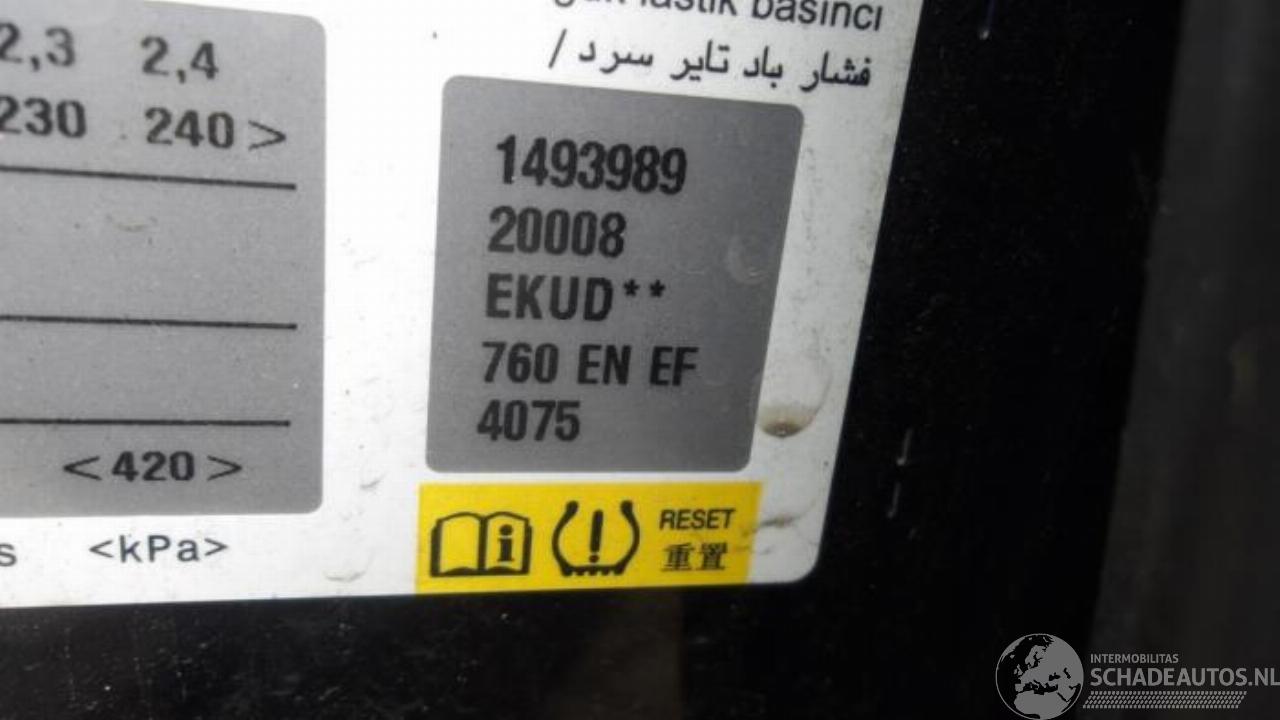 lastik basıncı
فشار باد تایر سرد /
2,3 2,4
230 240>
1493989
20008
EKUD**
760 EN EF
4075
<420>
<kPa>
RESET
重置
INTERMOBILITAS
SCHADEAUTOS.NL